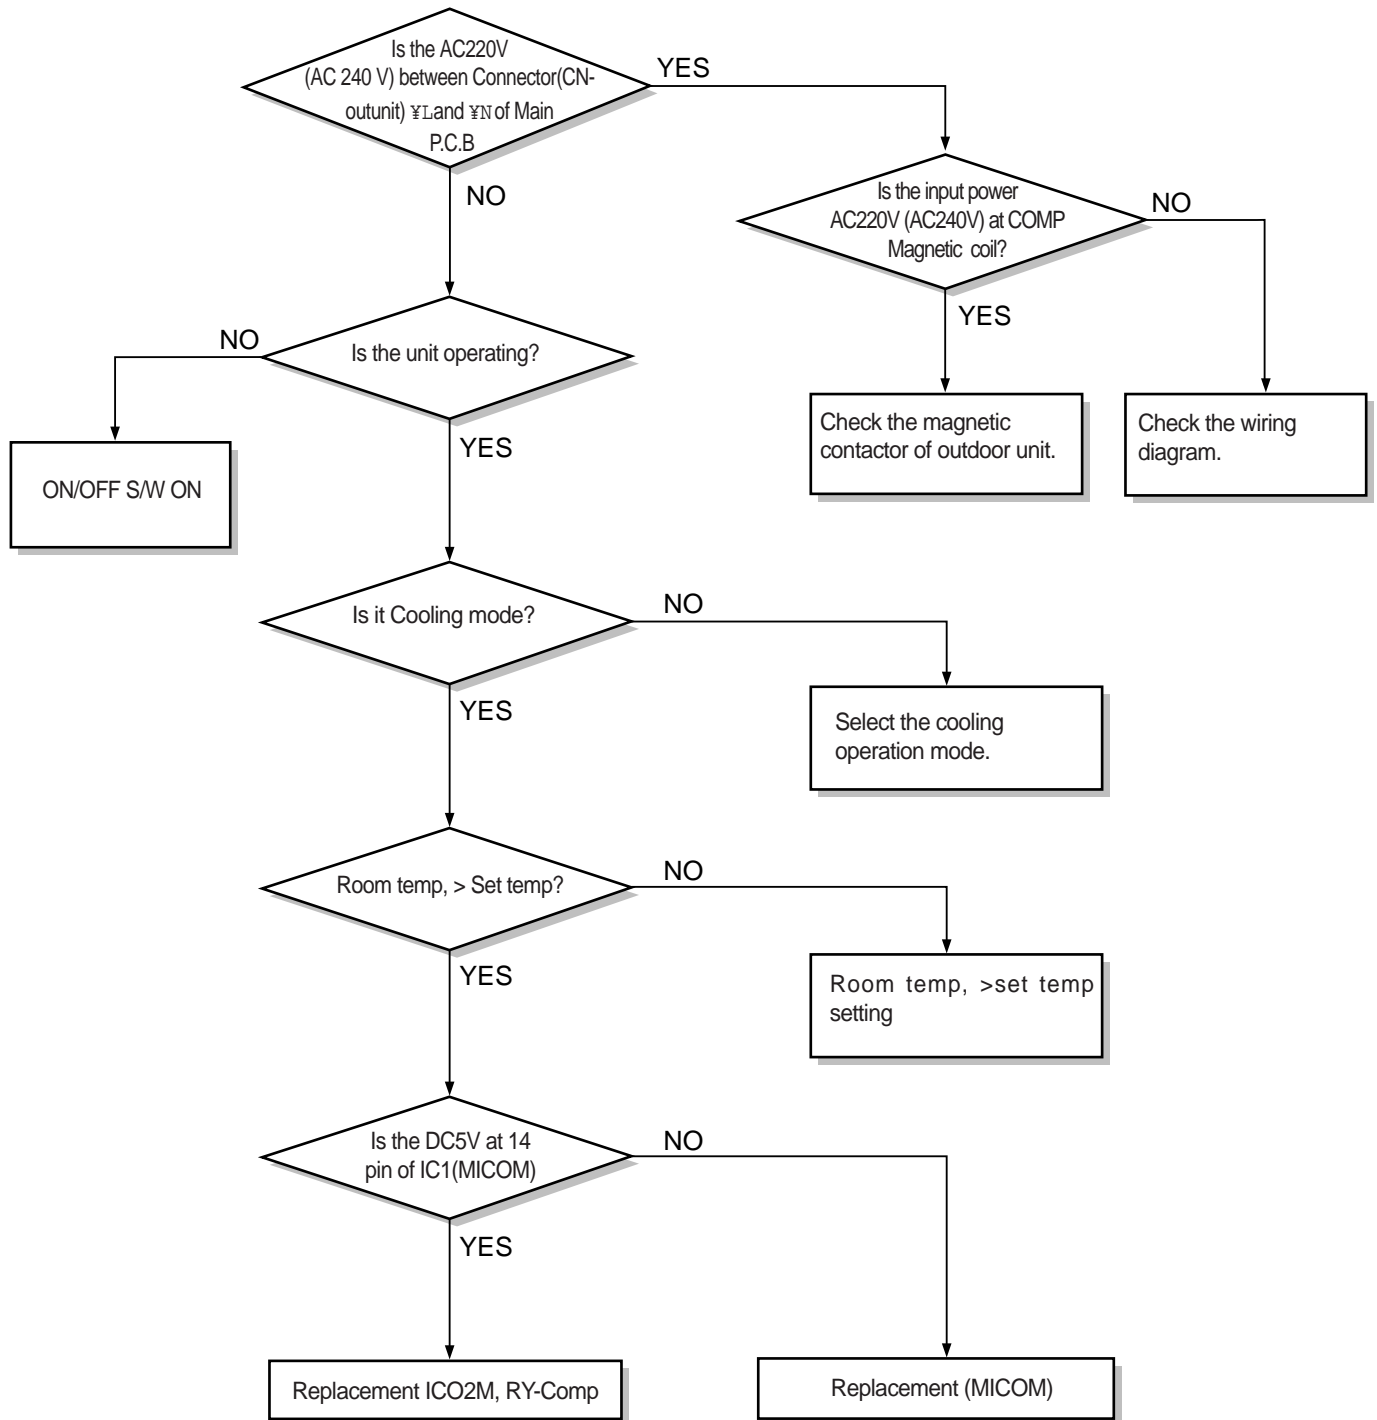 Is the AC220V
(AC 240 V) between Connector(CN-
outunit) ¥L and ¥N of Main
P.C.B
YES
NO
Is the input power
AC220V (AC240V) at COMP
Magnetic coil?
NO
YES
Is the unit operating?
NO
YES
Check the magnetic
contactor of outdoor unit.
Check the wiring
diagram.
ON/OFF S/W ON
Is it Cooling mode?
NO
YES
Select the cooling
operation mode.
Room temp, > Set temp?
NO
YES
Room temp, >set temp
setting
Is the DC5V at 14
pin of IC1(MICOM)
NO
YES
Replacement ICO2M, RY-Comp
Replacement (MICOM)